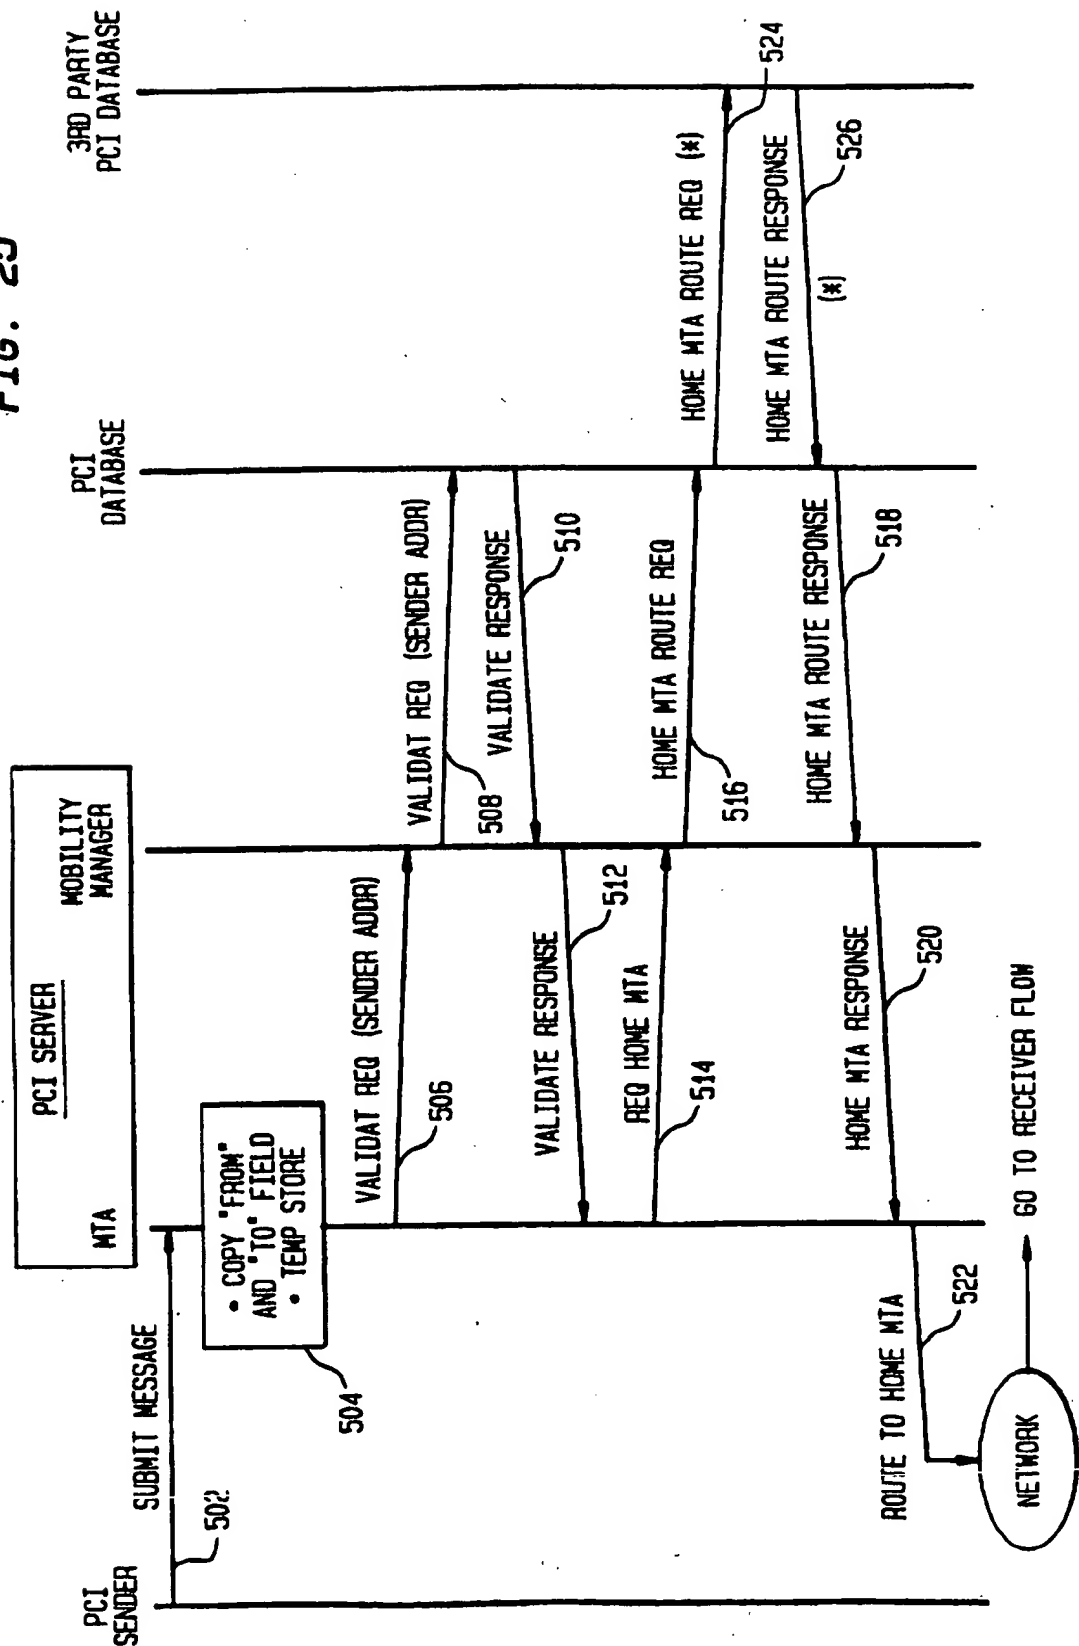 FIG. 25
PCI
SENDER
PCI SERVER
MTA
MOBILITY
MANAGER
PCI
DATABASE
3RD PARTY
PCI DATABASE
SUBMIT MESSAGE
502
• COPY "FROM"
AND "TO" FIELD
• TEMP STORE
504
VALIDAT REQ (SENDER ADDR)
506
VALIDAT REQ (SENDER ADDR)
508
VALIDATE RESPONSE
510
VALIDATE RESPONSE
512
REQ HOME MTA
514
HOME MTA ROUTE REQ
516
HOME MTA ROUTE REQ (*)
524
HOME MTA ROUTE RESPONSE
(*)
526
HOME MTA ROUTE RESPONSE
518
HOME MTA RESPONSE
520
ROUTE TO HOME MTA
522
NETWORK
GO TO RECEIVER FLOW